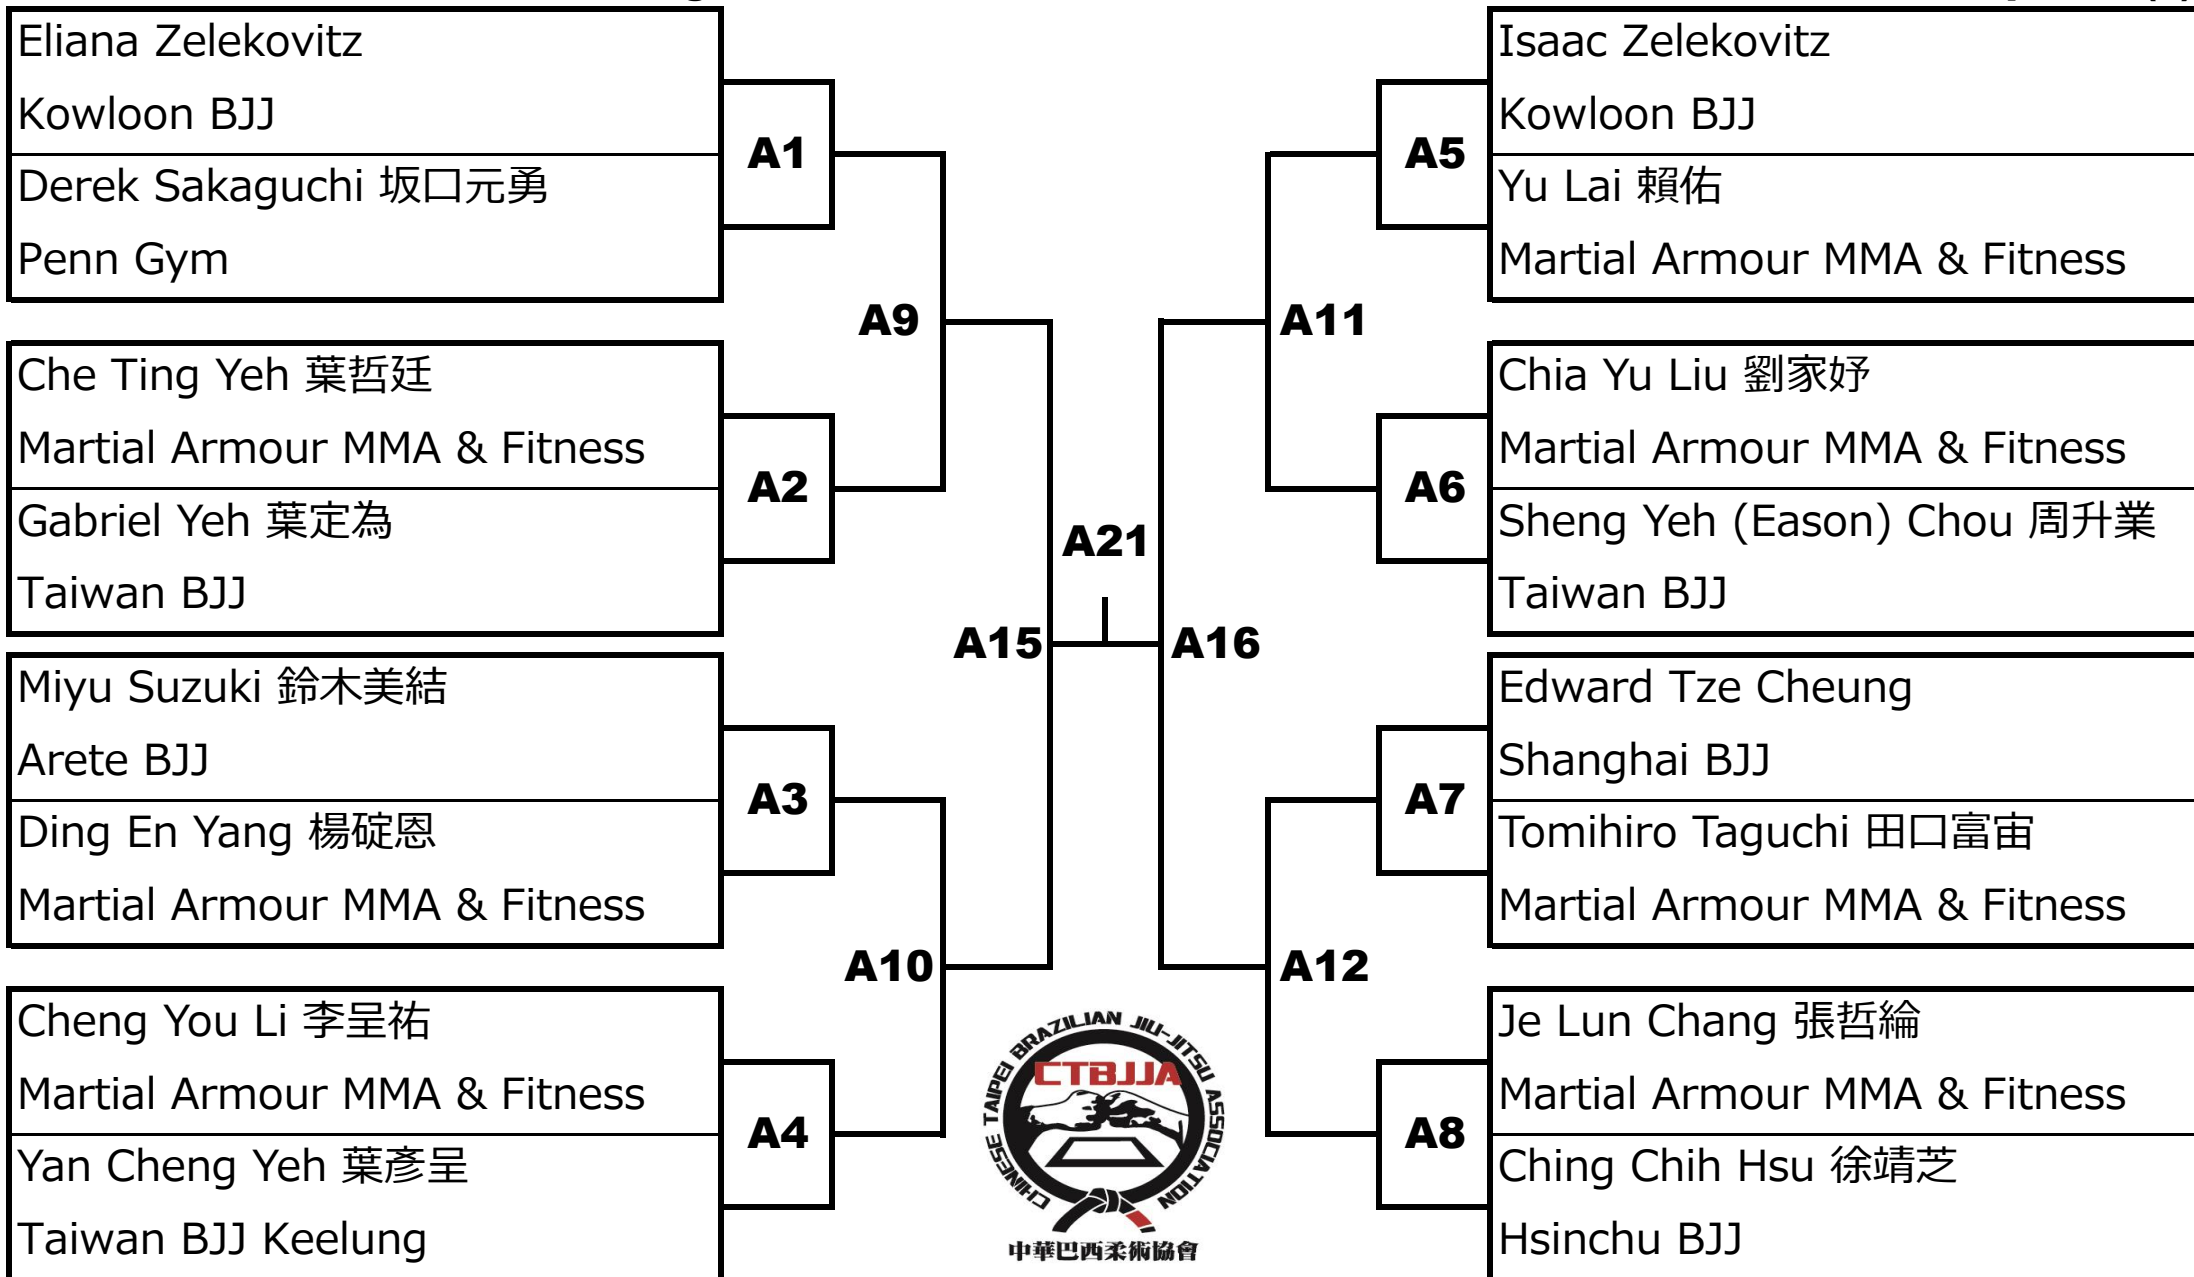 Eliana Zelekovitz
Kowloon BJJ
Derek Sakaguchi 坂口元勇
Penn Gym
A1
Che Ting Yeh 葉哲廷
Martial Armour MMA & Fitness
Gabriel Yeh 葉定為
Taiwan BJJ
A2
A9
Miyu Suzuki 鈴木美結
Arete BJJ
Ding En Yang 楊碇恩
Martial Armour MMA & Fitness
A3
Cheng You Li 李呈祐
Martial Armour MMA & Fitness
Yan Cheng Yeh 葉彥呈
Taiwan BJJ Keelung
A4
A10
A15
A21
A16
Isaac Zelekovitz
Kowloon BJJ
Yu Lai 賴佑
Martial Armour MMA & Fitness
A5
Chia Yu Liu 劉家妤
Martial Armour MMA & Fitness
Sheng Yeh (Eason) Chou 周升業
Taiwan BJJ
A6
A11
Edward Tze Cheung
Shanghai BJJ
Tomihiro Taguchi 田口富宙
Martial Armour MMA & Fitness
A7
Je Lun Chang 張哲綸
Martial Armour MMA & Fitness
Ching Chih Hsu 徐靖芝
Hsinchu BJJ
A8
A12
CHINESE TAIPEI BRAZILIAN JIU-JITSU ASSOCIATION
CTBJJA
中華巴西柔術協會